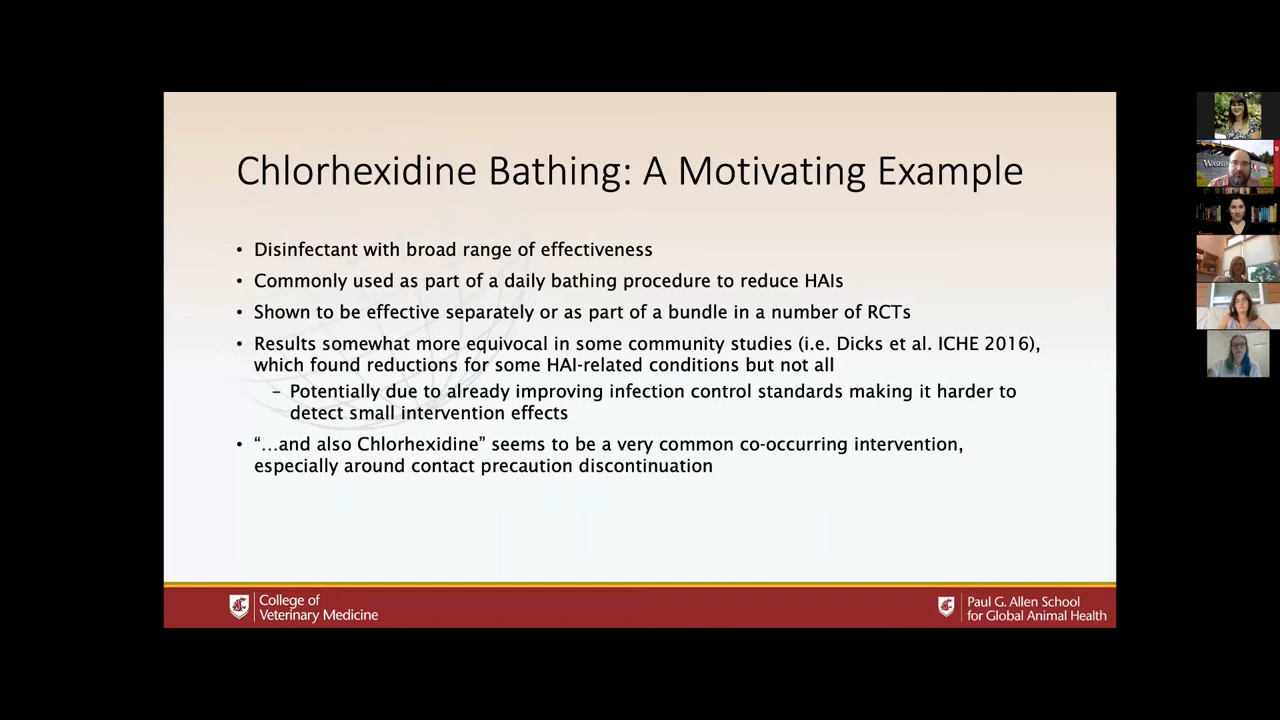 Chlorhexidine Bathing: A Motivating Example
• Disinfectant with broad range of effectiveness
• Commonly used as part of a daily bathing procedure to reduce HAIs
• Shown to be effective separately or as part of a bundle in a number of RCTs
• Results somewhat more equivocal in some community studies (i.e. Dicks et al. ICHE 2016),
which found reductions for some HAI-related conditions but not all
– Potentially due to already improving infection control standards making it harder to
detect small intervention effects
• “…and also Chlorhexidine” seems to be a very common co-occurring intervention,
especially around contact precaution discontinuation
College of
Veterinary Medicine
Paul G. Allen School
for Global Animal Health